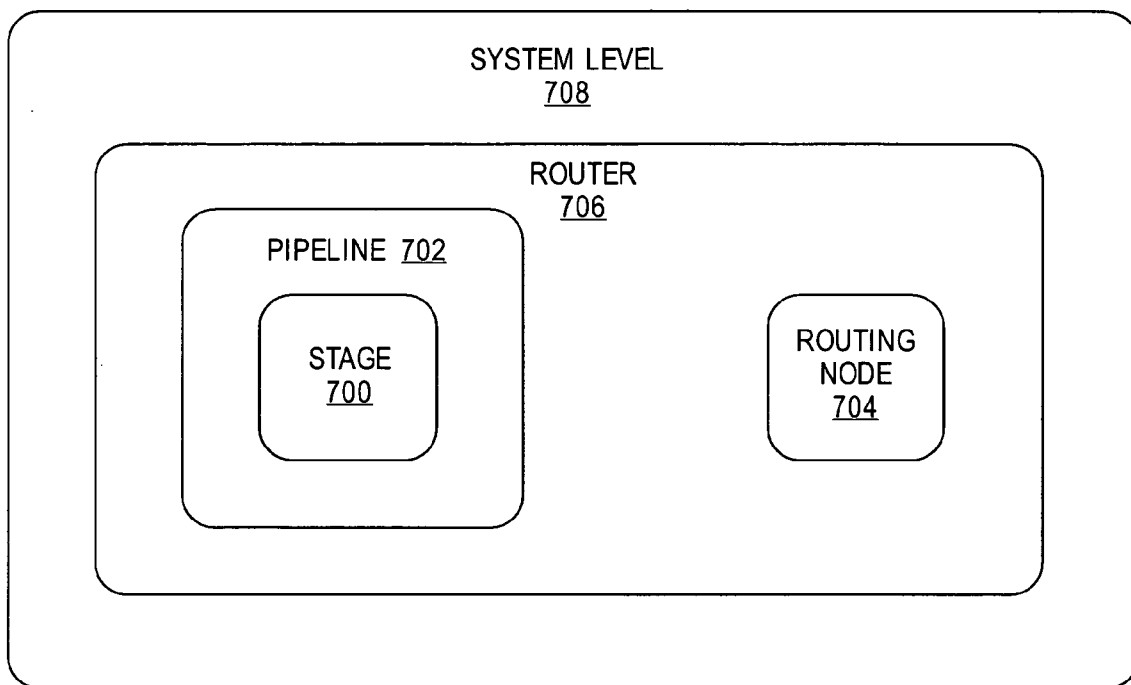 SYSTEM LEVEL
708
ROUTER
706
PIPELINE 702
STAGE
700
ROUTING
NODE
704